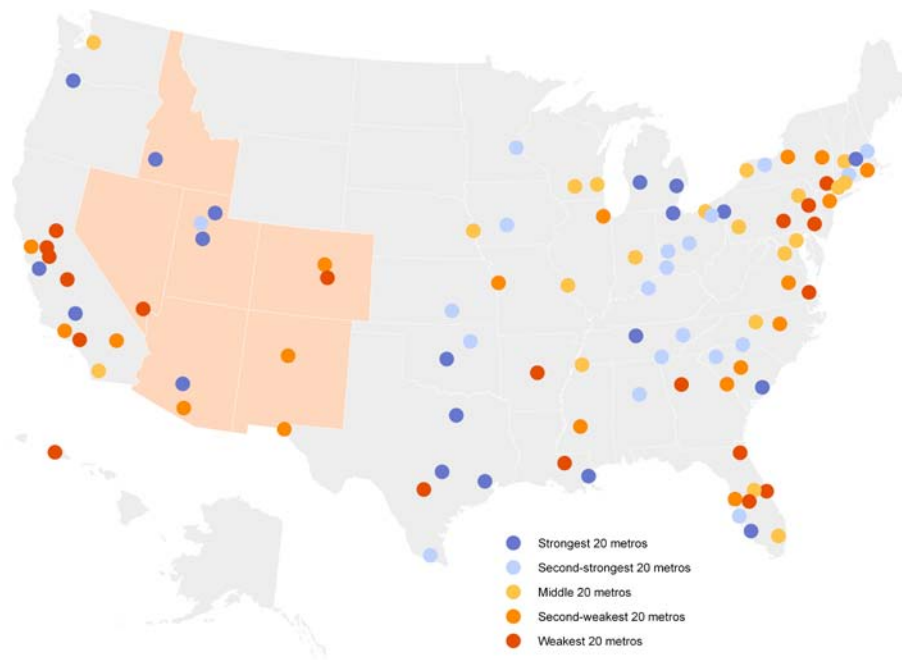 Strongest 20 metros
Second-strongest 20 metros
Middle 20 metros
Second-weakest 20 metros
Weakest 20 metros